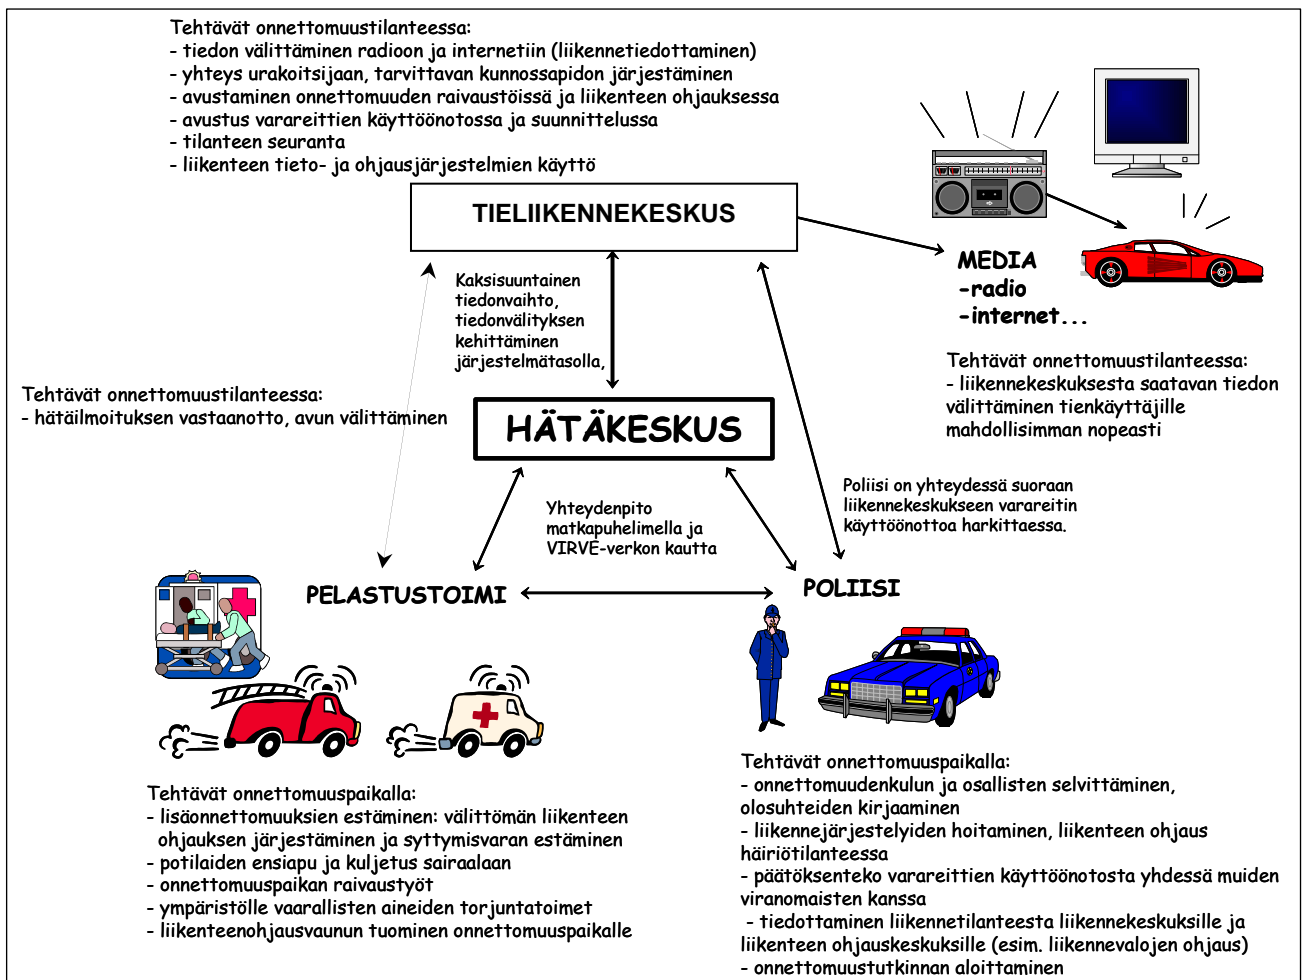 Tehtävät onnettomuustilanteessa:
- tiedon välittäminen radioon ja internetiin (liikennetiedottaminen)
- yhteys urakoitsijaan, tarvittavan kunnossapidon järjestäminen
- avustaminen onnettomuuden raivaustöissä ja liikenteen ohjauksessa
- avustus varareittien käyttöönotossa ja suunnittelussa
- tilanteen seuranta
- liikenteen tieto- ja ohjausjärjestelmien käyttö
TIELIIKENNEKESKUS
MEDIA
-radio
-internet...
Kaksisuuntainen
tiedonvaihto,
tiedonvälityksen
kehittäminen
järjestelmätasolla,
Tehtävät onnettomuustilanteessa:
- liikennekeskuksesta saatavan tiedon
välittäminen tienkäyttäjille
mahdollisimman nopeasti
Tehtävät onnettomuustilanteessa:
- hätäilmoituksen vastaanotto, avun välittäminen
HÄTÄKESKUS
Poliisi on yhteydessä suoraan
liikennekeskukseen varareitin
käyttöönottoa harkittaessa.
Yhteydenpito
matkapuhelimella ja
VIRVE-verkon kautta
PELASTUSTOIMI
POLIISI
Tehtävät onnettomuuspaikalla:
- lisäonnettomuuksien estäminen: välittömän liikenteen
ohjauksen järjestäminen ja syttymisvaran estäminen
- potilaiden ensiapu ja kuljetus sairaalaan
- onnettomuuspaikan raivaustyöt
- ympäristölle vaarallisten aineiden torjuntatoimet
- liikenteenohjausvaunun tuominen onnettomuuspaikalle
Tehtävät onnettomuuspaikalla:
- onnettomuudenkulun ja osallisten selvittäminen,
olosuhteiden kirjaaminen
- liikennejärjestelyiden hoitaminen, liikenteen ohjaus
häiriötilanteessa
- päätöksenteko varareittien käyttöönotosta yhdessä muiden
viranomaisten kanssa
- tiedottaminen liikennetilanteesta liikennekeskuksille ja
liikenteen ohjauskeskuksille (esim. liikennevalojen ohjaus)
- onnettomuustutkinnan aloittaminen